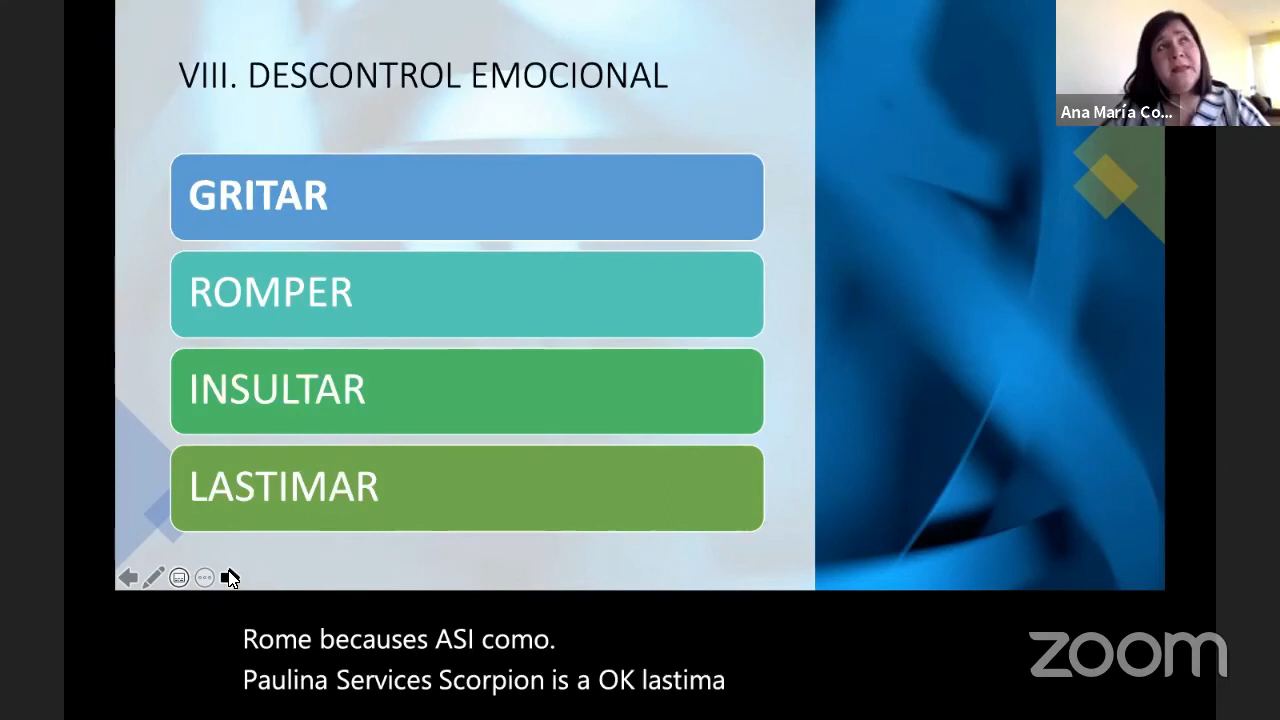 VIII. DESCONTROL EMOCIONAL
Ana María Co...
GRITAR
ROMPER
INSULTAR
LASTIMAR
Rome becauses ASI como.
Paulina Services Scorpion is a OK lastima
zoom